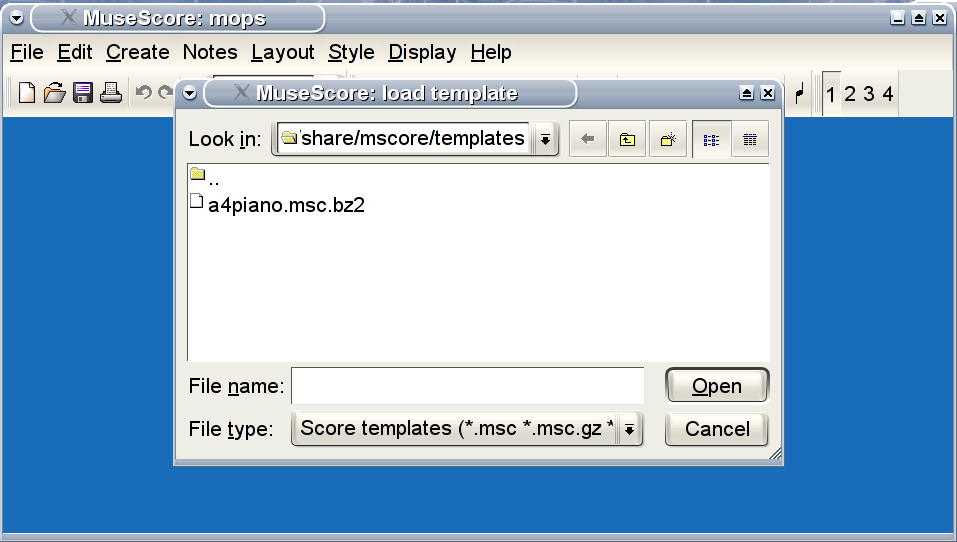 MuseScore: mops
File Edit Create Notes Layout Style Display Help
1 2 3 4
MuseScore: load template
Look in: share/mscore/templates
..
a4piano.msc.bz2
File name: Open
File type: Score templates (*.msc *.msc.gz * Cancel